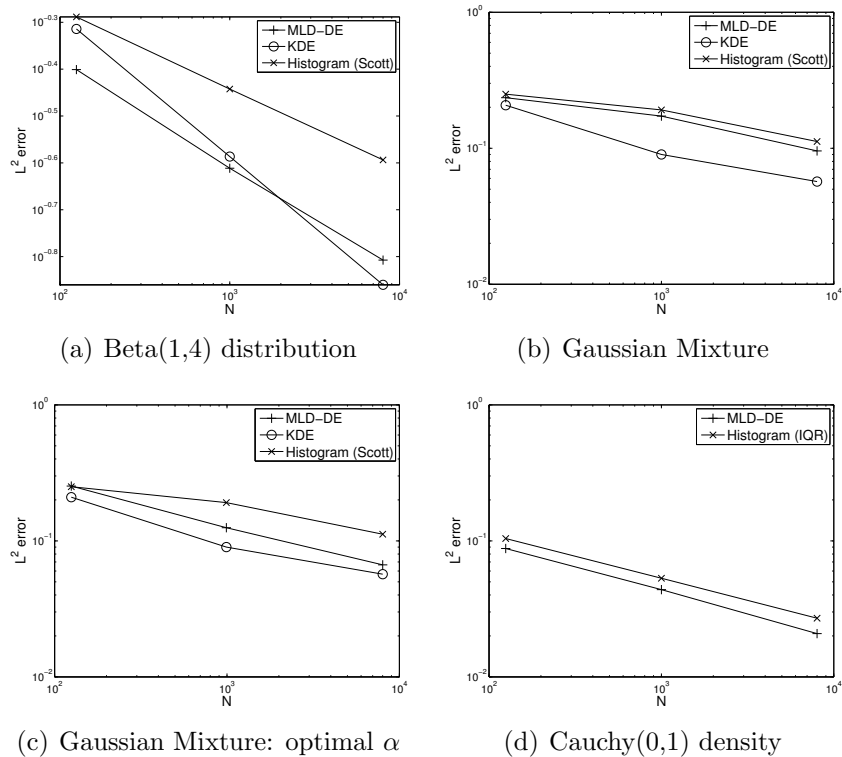 10^-0.3
10^-0.4
10^-0.5
10^-0.6
10^-0.7
10^-0.8
L^2 error
MLD−DE
KDE
Histogram (Scott)
10^2
10^3
10^4
N
(a) Beta(1,4) distribution
10^0
10^-1
10^-2
L^2 error
MLD−DE
KDE
Histogram (Scott)
10^2
10^3
10^4
N
(b) Gaussian Mixture
10^0
10^-1
10^-2
L^2 error
MLD−DE
KDE
Histogram (Scott)
10^2
10^3
10^4
N
(c) Gaussian Mixture: optimal α
10^0
10^-1
10^-2
L^2 error
MLD−DE
Histogram (IQR)
10^2
10^3
10^4
N
(d) Cauchy(0,1) density